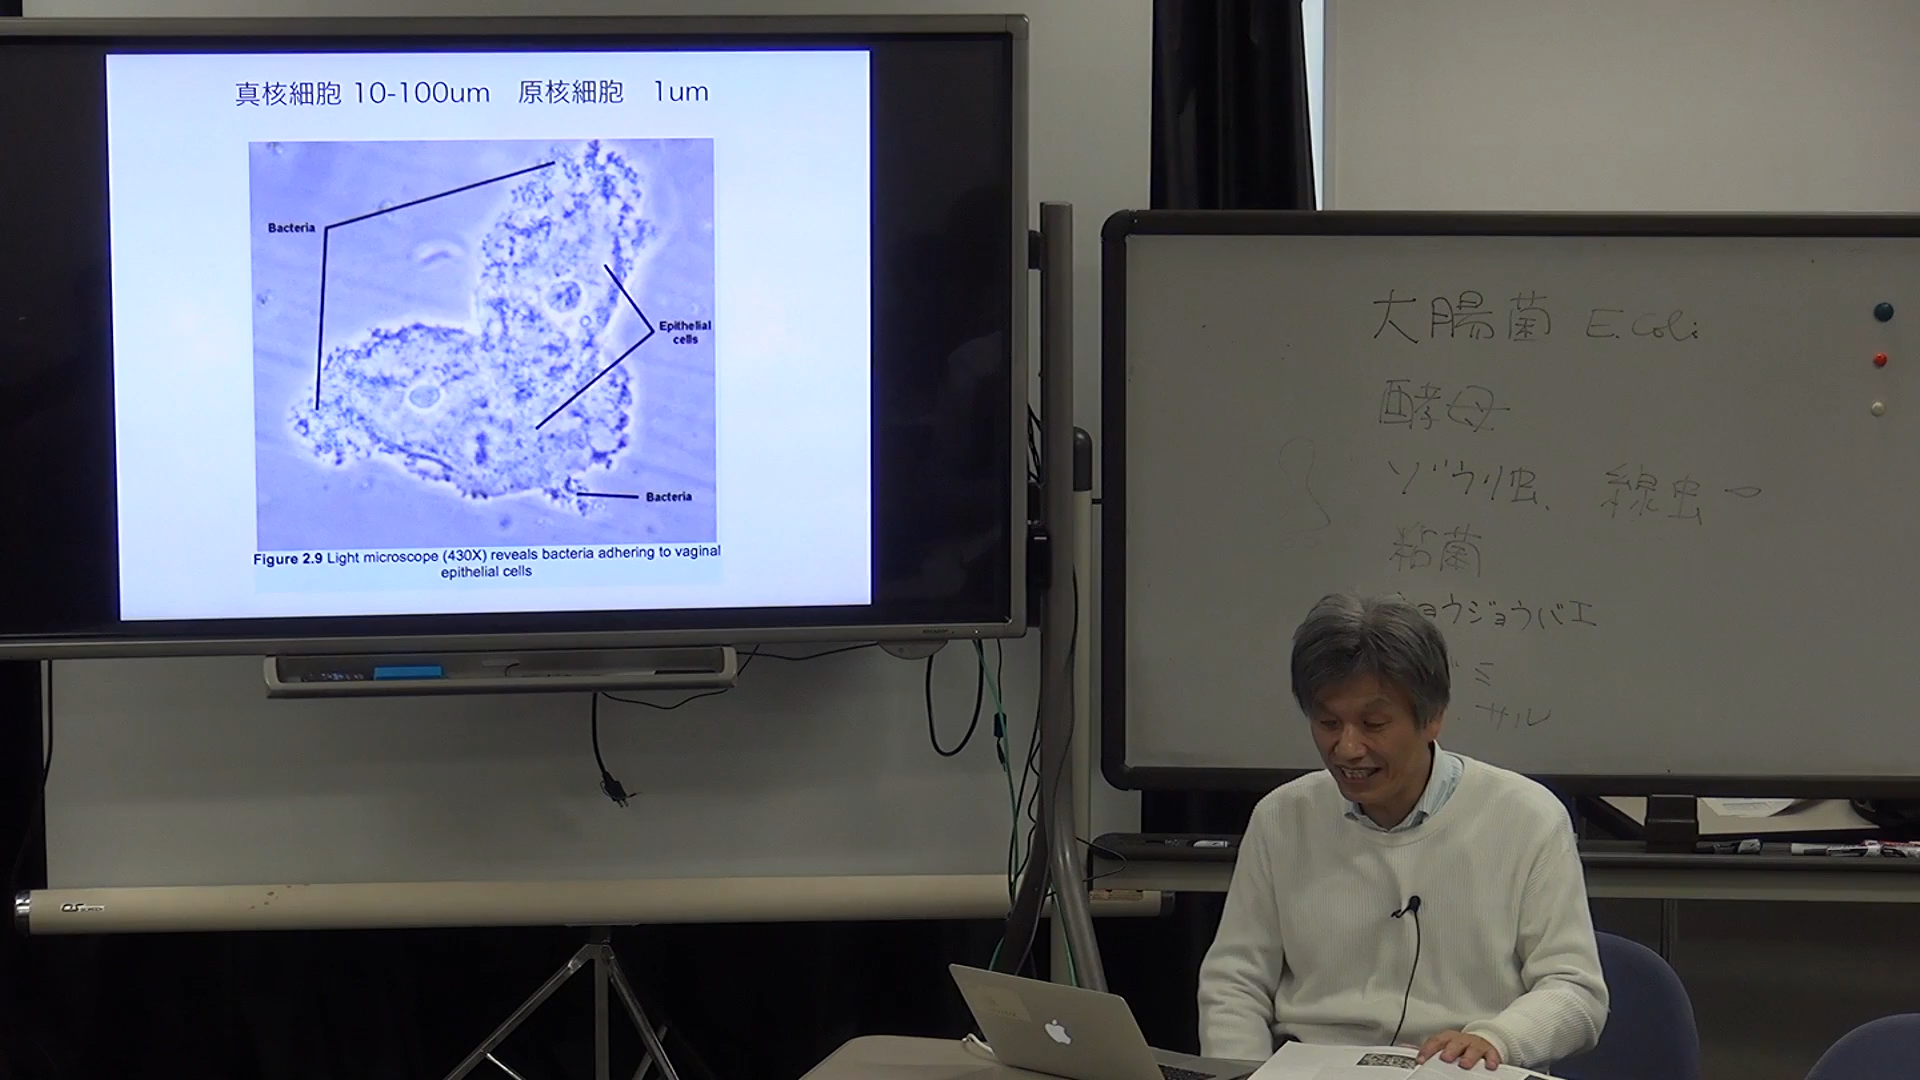 真核細胞 10-100um 原核細胞 1um
Bacteria
Epithelial
cells
Bacteria
Figure 2.9 Light microscope (430X) reveals bacteria adhering to vaginal
epithelial cells
大腸菌 E.Coli
酵母
ゾウリ虫、線虫
粘菌
ョウジョウバエ
ミ
サル